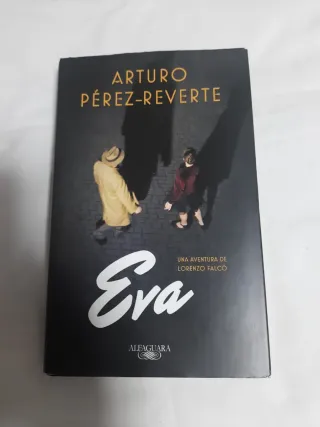 ARTURO
PÉREZ-REVERTE
UNA AVENTURA DE
LORENZO FALCÓ
Eva
ALFAGUARA